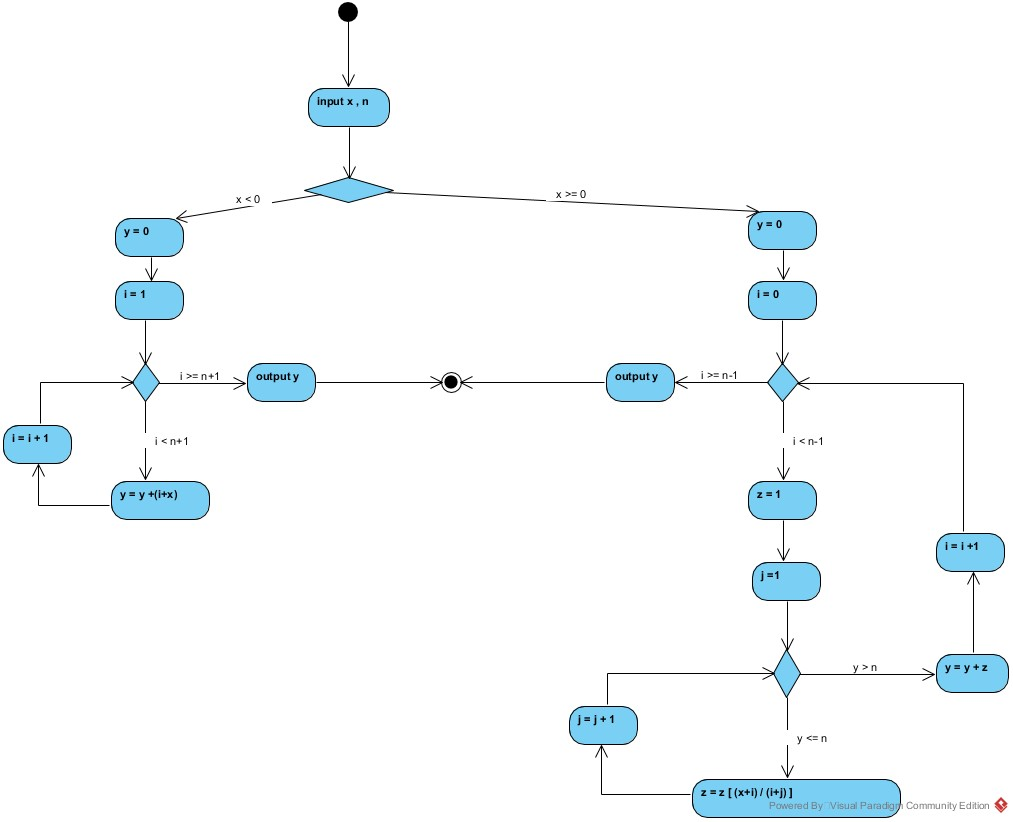 input x , n
x < 0
x >= 0
y = 0
y = 0
i = 1
i = 0
i >= n+1
output y
output y
i >= n-1
i = i + 1
i < n+1
i < n-1
y = y +(i+x)
z = 1
i = i +1
j =1
y > n
y = y + z
j = j + 1
y <= n
z = z [ (x+i) / (i+j) ]
Powered By Visual Paradigm Community Edition